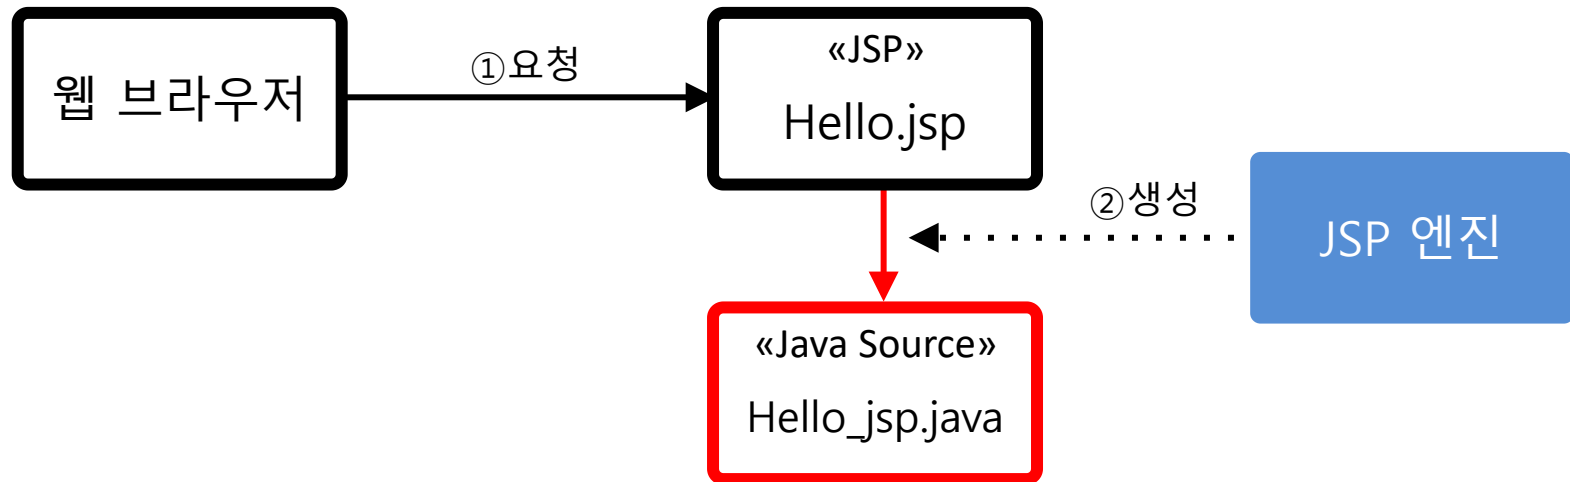 웹 브라우저
①요청
«JSP»
Hello.jsp
②생성
JSP 엔진
«Java Source»
Hello_jsp.java